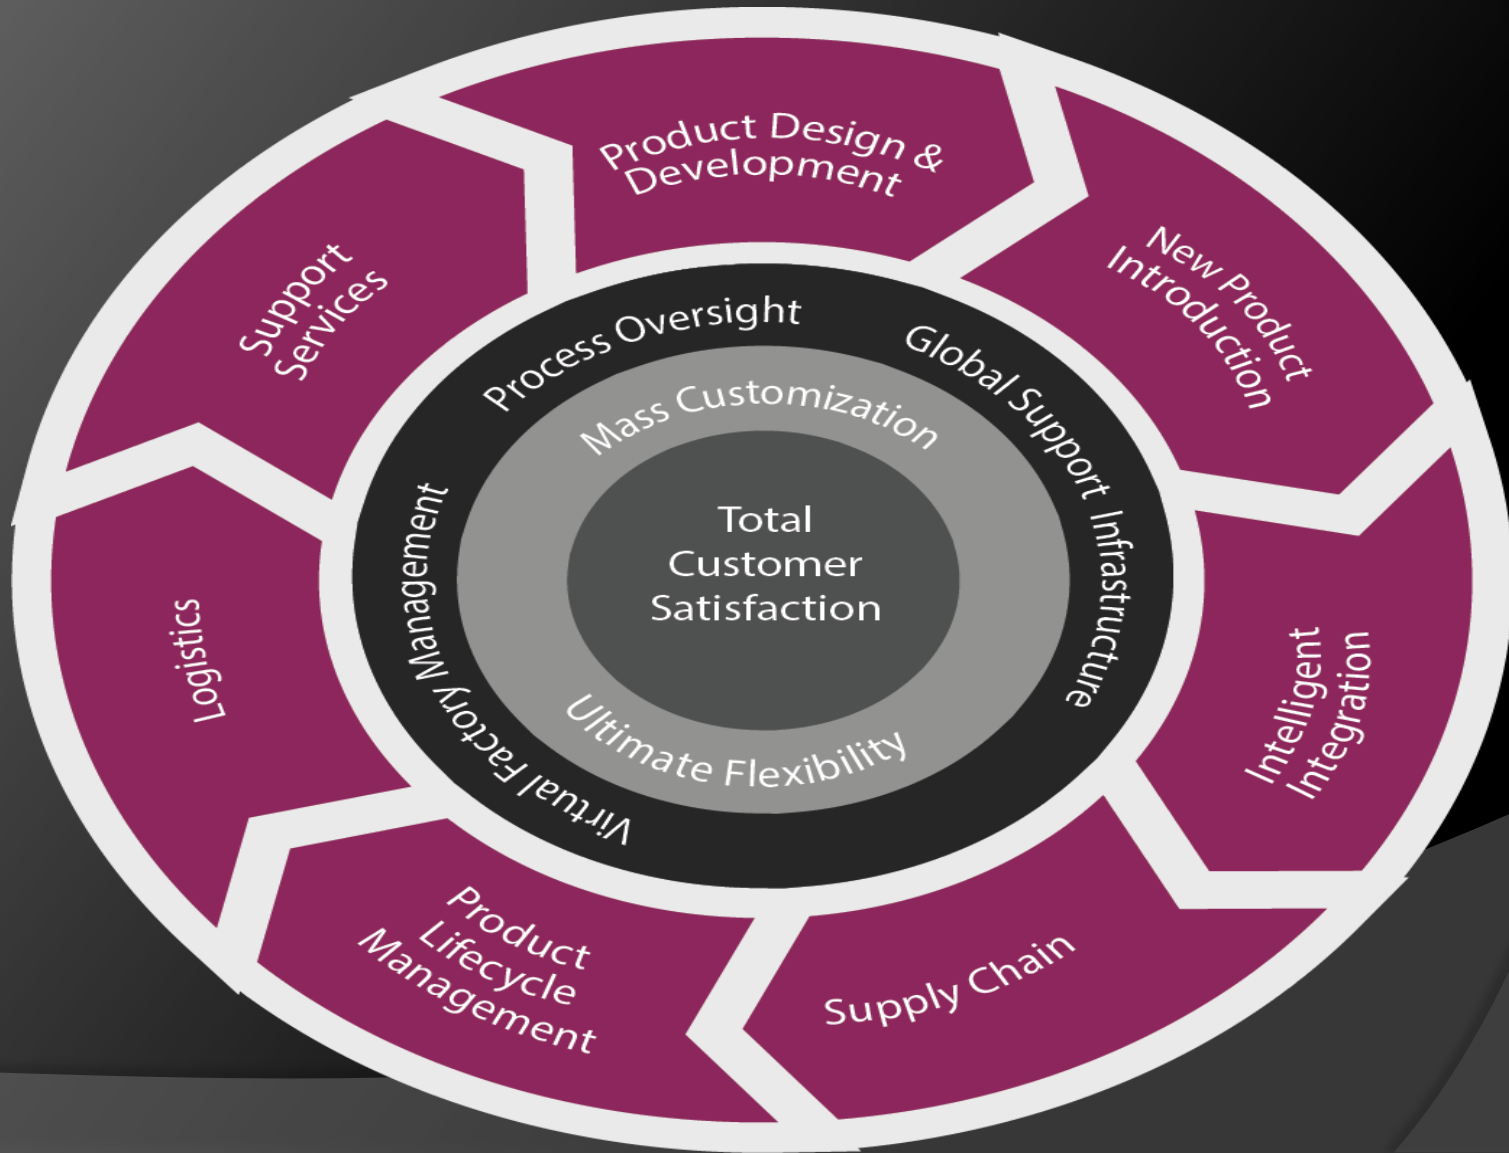 Product Design &
Development
New Product
Introduction
Intelligent
Integration
Supply Chain
Product
Lifecycle
Management
Logistics
Support
Services
Process Oversight
Global Support Infrastructure
Virtual Factory Management
Mass Customization
Ultimate Flexibility
Total
Customer
Satisfaction